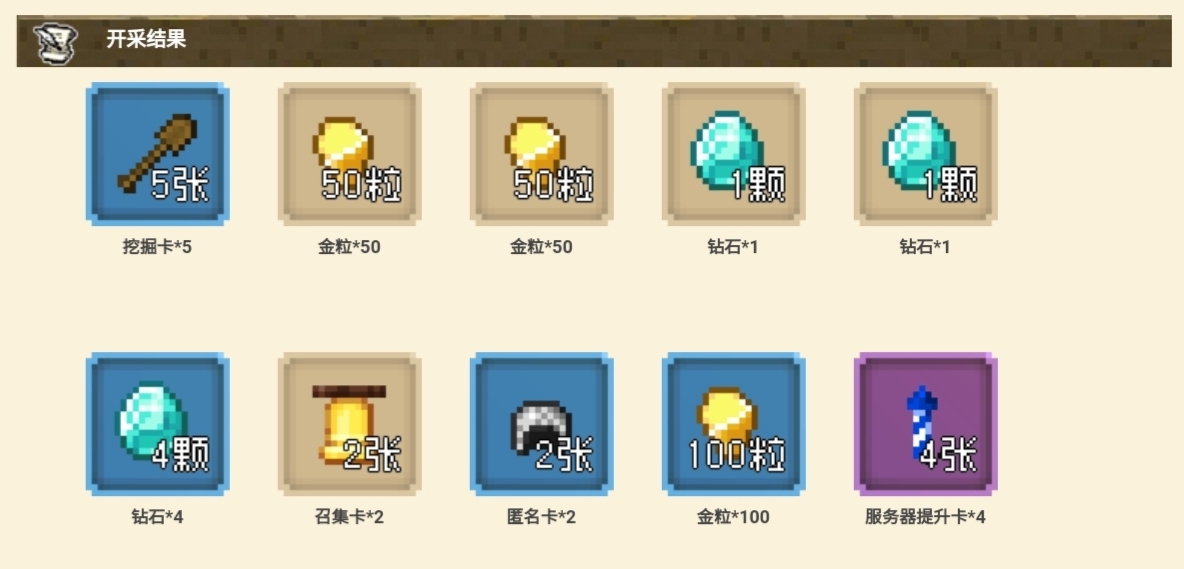 开采结果
5张
50粒
50粒
1颗
1颗
挖掘卡*5
金粒*50
金粒*50
钻石*1
钻石*1
4颗
2张
2张
100粒
4张
钻石*4
召集卡*2
匿名卡*2
金粒*100
服务器提升卡*4